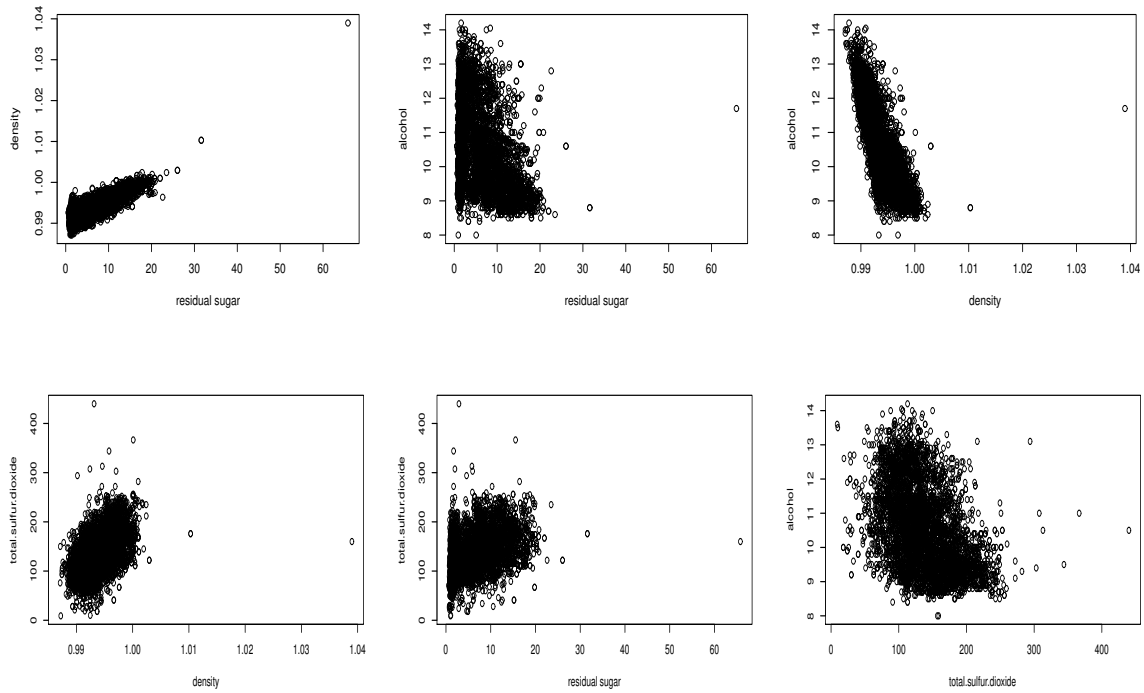 density
0.99 1.00 1.01 1.02 1.03 1.04
0 10 20 30 40 50 60
residual sugar
alcohol
8 9 10 11 12 13 14
0 10 20 30 40 50 60
residual sugar
alcohol
8 9 10 11 12 13 14
0.99 1.00 1.01 1.02 1.03 1.04
density
total.sulfur.dioxide
0 100 200 300 400
0.99 1.00 1.01 1.02 1.03 1.04
density
total.sulfur.dioxide
0 100 200 300 400
0 10 20 30 40 50 60
residual sugar
alcohol
8 9 10 11 12 13 14
0 100 200 300 400
total.sulfur.dioxide